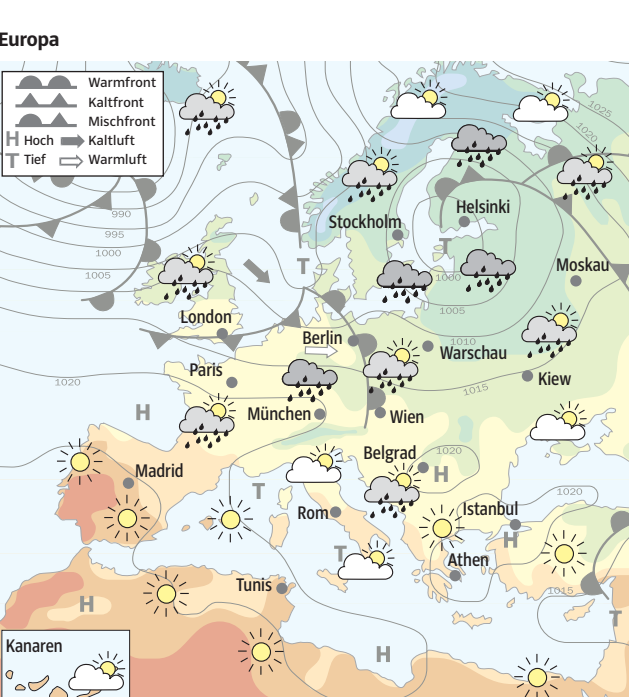 Europa
Warmfront
Kaltfront
Mischfront
H Hoch Kaltluft
T Tief Warmluft
1025
1020
990
995
1000
1005
Stockholm
Helsinki
T
T
Moskau
1000
1005
London
Berlin
1010
Warschau
Paris
1020
Kiew
1015
H
München
Wien
Belgrad
1020
H
Madrid
T
1020
Rom
Istanbul
H
T
Athen
Tunis
1015
H
T
Kanaren
H